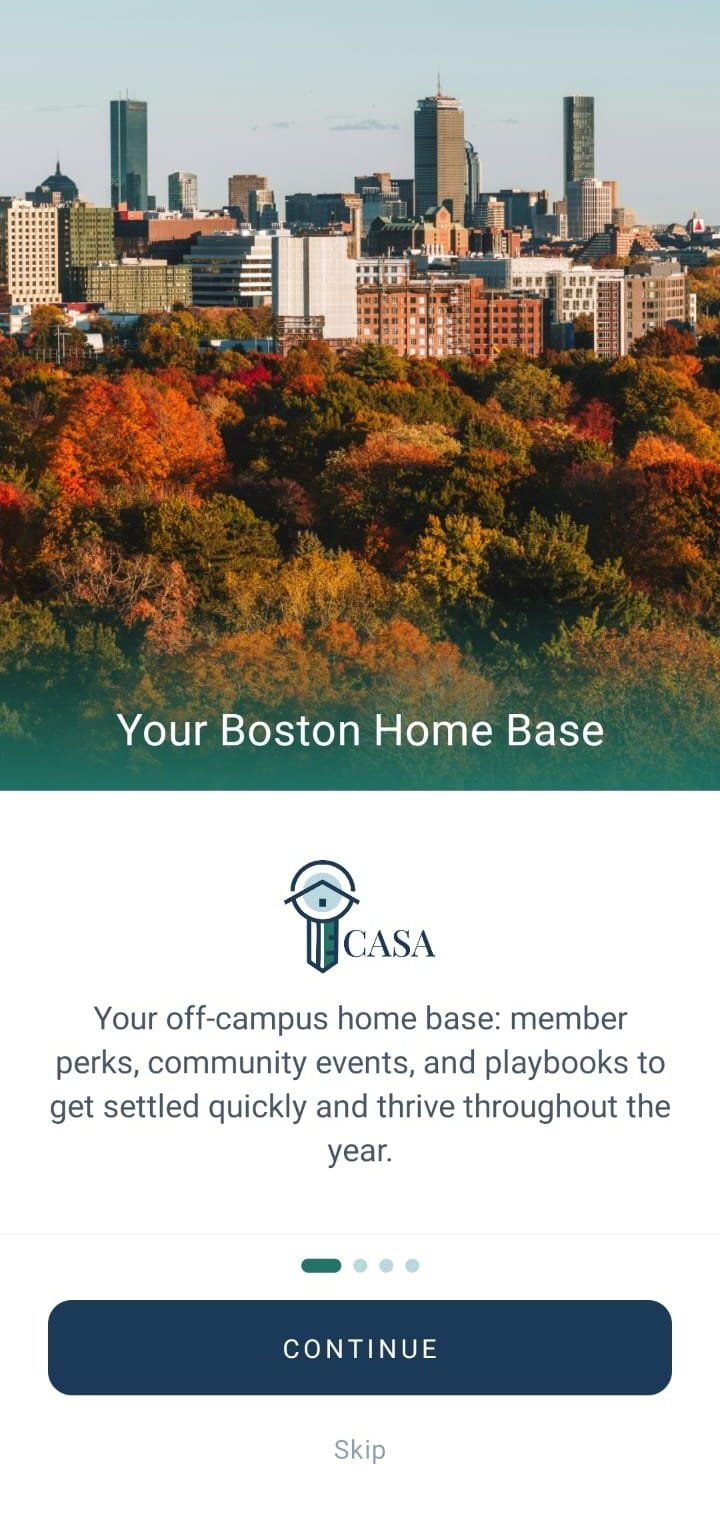 Your Boston Home Base
CASA
Your off-campus home base: member
perks, community events, and playbooks to
get settled quickly and thrive throughout the
year.
CONTINUE
Skip